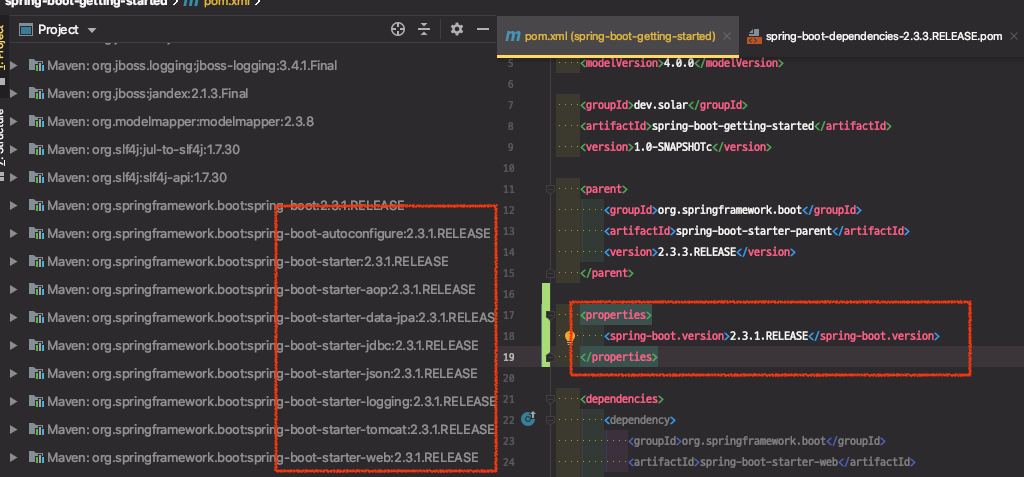 spring-boot-getting-started pom.xml
Project
pom.xml (spring-boot-getting-started)
spring-boot-dependencies-2.3.3.RELEASE.pom
1: Project
2: Structure
Maven: org.jboss.logging:jboss-logging:3.4.1.Final
Maven: org.jboss:jandex:2.1.3.Final
Maven: org.modelmapper:modelmapper:2.3.8
Maven: org.slf4j:jul-to-slf4j:1.7.30
Maven: org.slf4j:slf4j-api:1.7.30
Maven: org.springframework.boot:spring-boot:2.3.1.RELEASE
Maven: org.springframework.boot:spring-boot-autoconfigure:2.3.1.RELEASE
Maven: org.springframework.boot:spring-boot-starter:2.3.1.RELEASE
Maven: org.springframework.boot:spring-boot-starter-aop:2.3.1.RELEASE
Maven: org.springframework.boot:spring-boot-starter-data-jpa:2.3.1.RELEAS
Maven: org.springframework.boot:spring-boot-starter-jdbc:2.3.1.RELEASE
Maven: org.springframework.boot:spring-boot-starter-json:2.3.1.RELEASE
Maven: org.springframework.boot:spring-boot-starter-logging:2.3.1.RELEASE
Maven: org.springframework.boot:spring-boot-starter-tomcat:2.3.1.RELEASE
Maven: org.springframework.boot:spring-boot-starter-web:2.3.1.RELEASE
5 <modelVersion>4.0.0</modelVersion>
6
7 <groupId>dev.solar</groupId>
8 <artifactId>spring-boot-getting-started</artifactId>
9 <version>1.0-SNAPSHOTc</version>
10
11 <parent>
12 <groupId>org.springframework.boot</groupId>
13 <artifactId>spring-boot-starter-parent</artifactId>
14 <version>2.3.3.RELEASE</version>
15 </parent>
16
17 <properties>
18 <spring-boot.version>2.3.1.RELEASE</spring-boot.version>
19 </properties>
20
21 <dependencies>
22 <dependency>
23 <groupId>org.springframework.boot</groupId>
24 <artifactId>spring-boot-starter-web</artifactId>